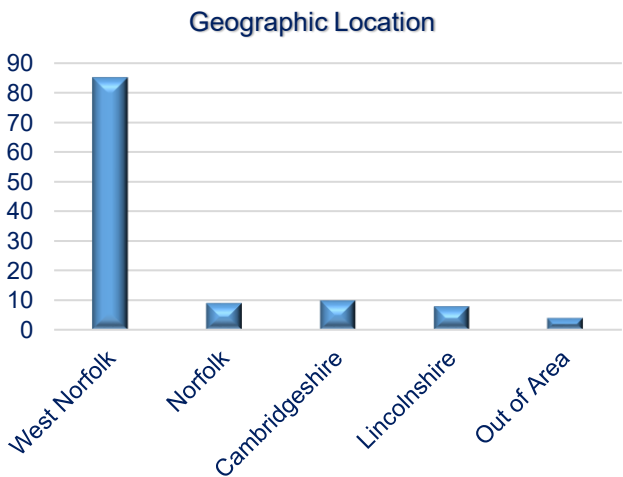 Geographic Location
90
80
70
60
50
40
30
20
10
0
West Norfolk
Norfolk
Cambridgeshire
Lincolnshire
Out of Area